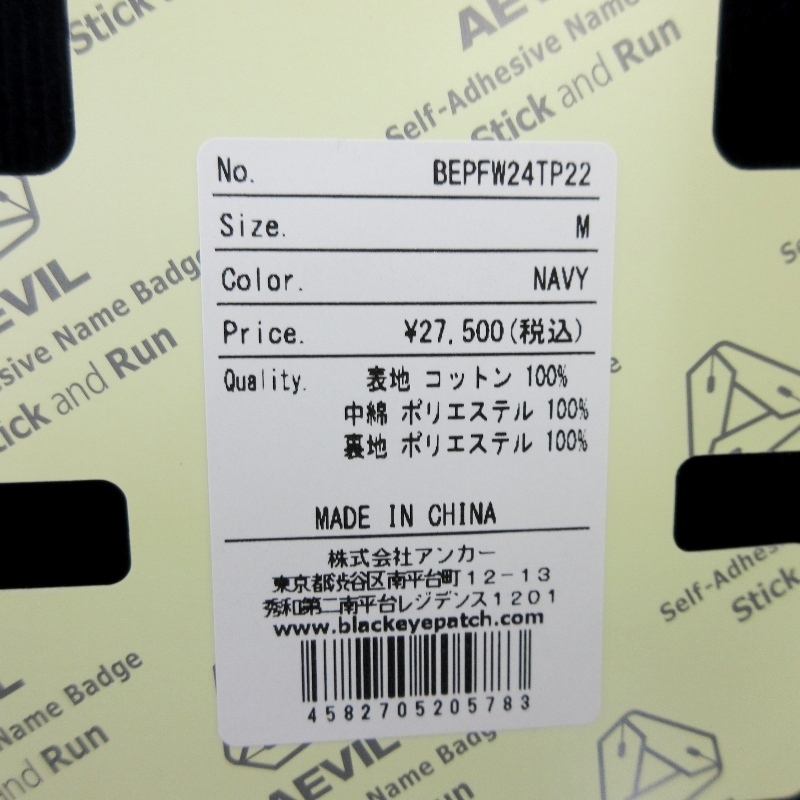 Stick
AEVIL
Self-Adhesive Name
Stick and Run
No. BEPFW24TP22
Size. M
Color. NAVY
Price. ¥27,500(税込)
Quality. 表地 コットン 100%
中綿 ポリエステル 100%
裏地 ポリエステル 100%
MADE IN CHINA
株式会社アンカー
東京都渋谷区南平台町12-13
秀和第二南平台レジデンス1201
www.blackeyepatch.com
4582705205783
EVIL
sive Name Badge
Stick and Run
Self-Adhesive
Stick
Name Badge
and Run
AEVIL
Name Badge